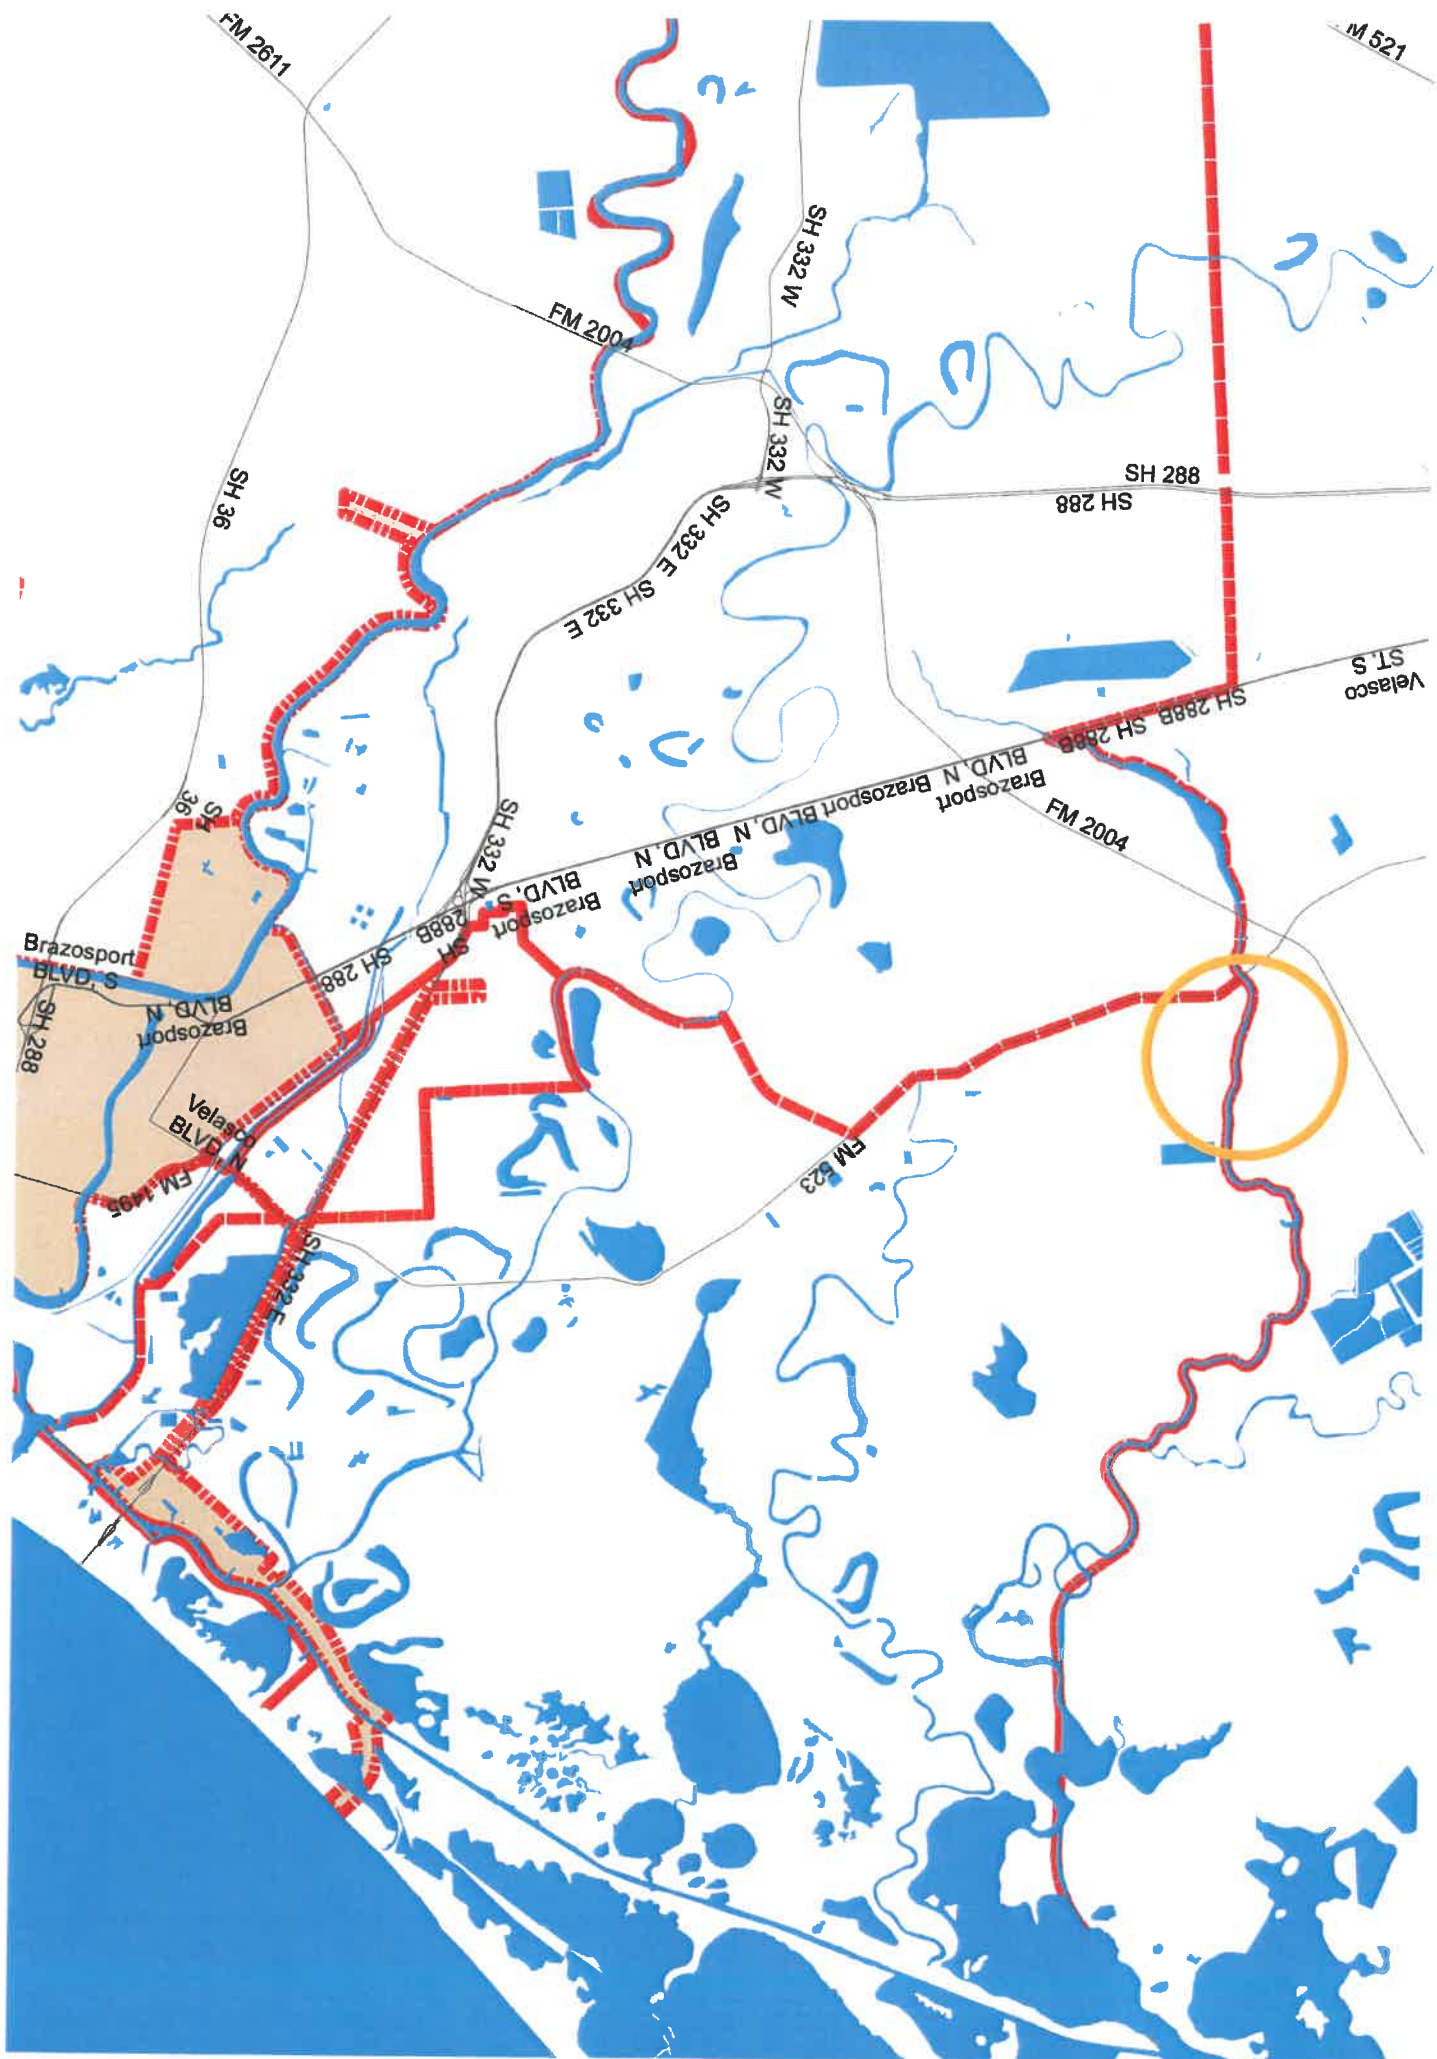 FM 2611
M 521
SH 332 W
FM 2004
SH 332 W
SH 36
SH 288
SH 288
SH 332 E
SH 332 E
Velasco
ST, S
SH 288B
SH 288B
SH 288B
Brazosport
BLVD, N
FM 2004
Brazosport BLVD, N
Brazosport
BLVD, N
BLVD, N
SH
36
SH 332 W
Brazosport
BLVD, S
SH
288B
SH 288
Brazosport
BLVD, S
SH 288
Brazosport
BLVD, N
Velasco
BLVD, N
FM 1495
FM 523
SH 332 E